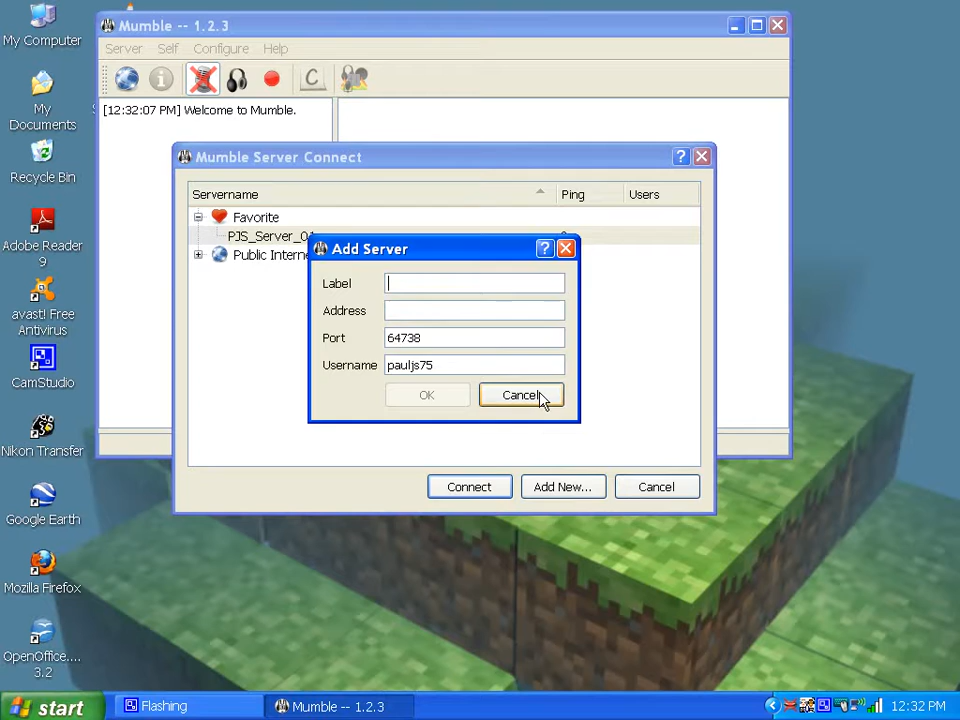 My Computer
My
Documents
Recycle Bin
Adobe Reader
9
avast! Free
Antivirus
CamStudio
Nikon Transfer
Google Earth
Mozilla Firefox
OpenOffice....
3.2
Mumble -- 1.2.3
Server Self Configure Help
[12:32:07 PM] Welcome to Mumble.
Mumble Server Connect
Servername Ping Users
Favorite
PJS_Server_0
Public
Add Server
Label
Address
Port 64738
Username pauljs75
OK Cancel
Connect Add New... Cancel
start Flashing Mumble -- 1.2.3 12:32 PM